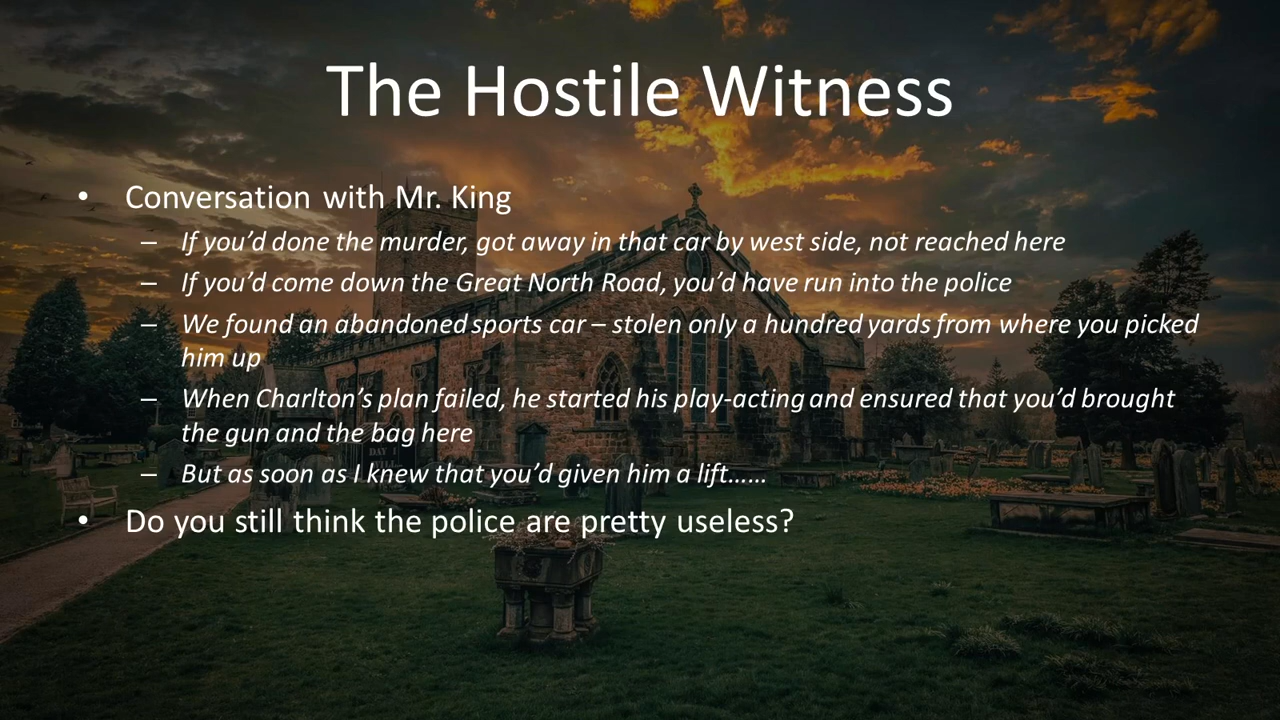 The Hostile Witness
• Conversation with Mr. King
– If you’d done the murder, got away in that car by west side, not reached here
– If you’d come down the Great North Road, you’d have run into the police
– We found an abandoned sports car – stolen only a hundred yards from where you picked
him up
– When Charlton’s plan failed, he started his play-acting and ensured that you’d brought
the gun and the bag here
– But as soon as I knew that you’d given him a lift……
• Do you still think the police are pretty useless?